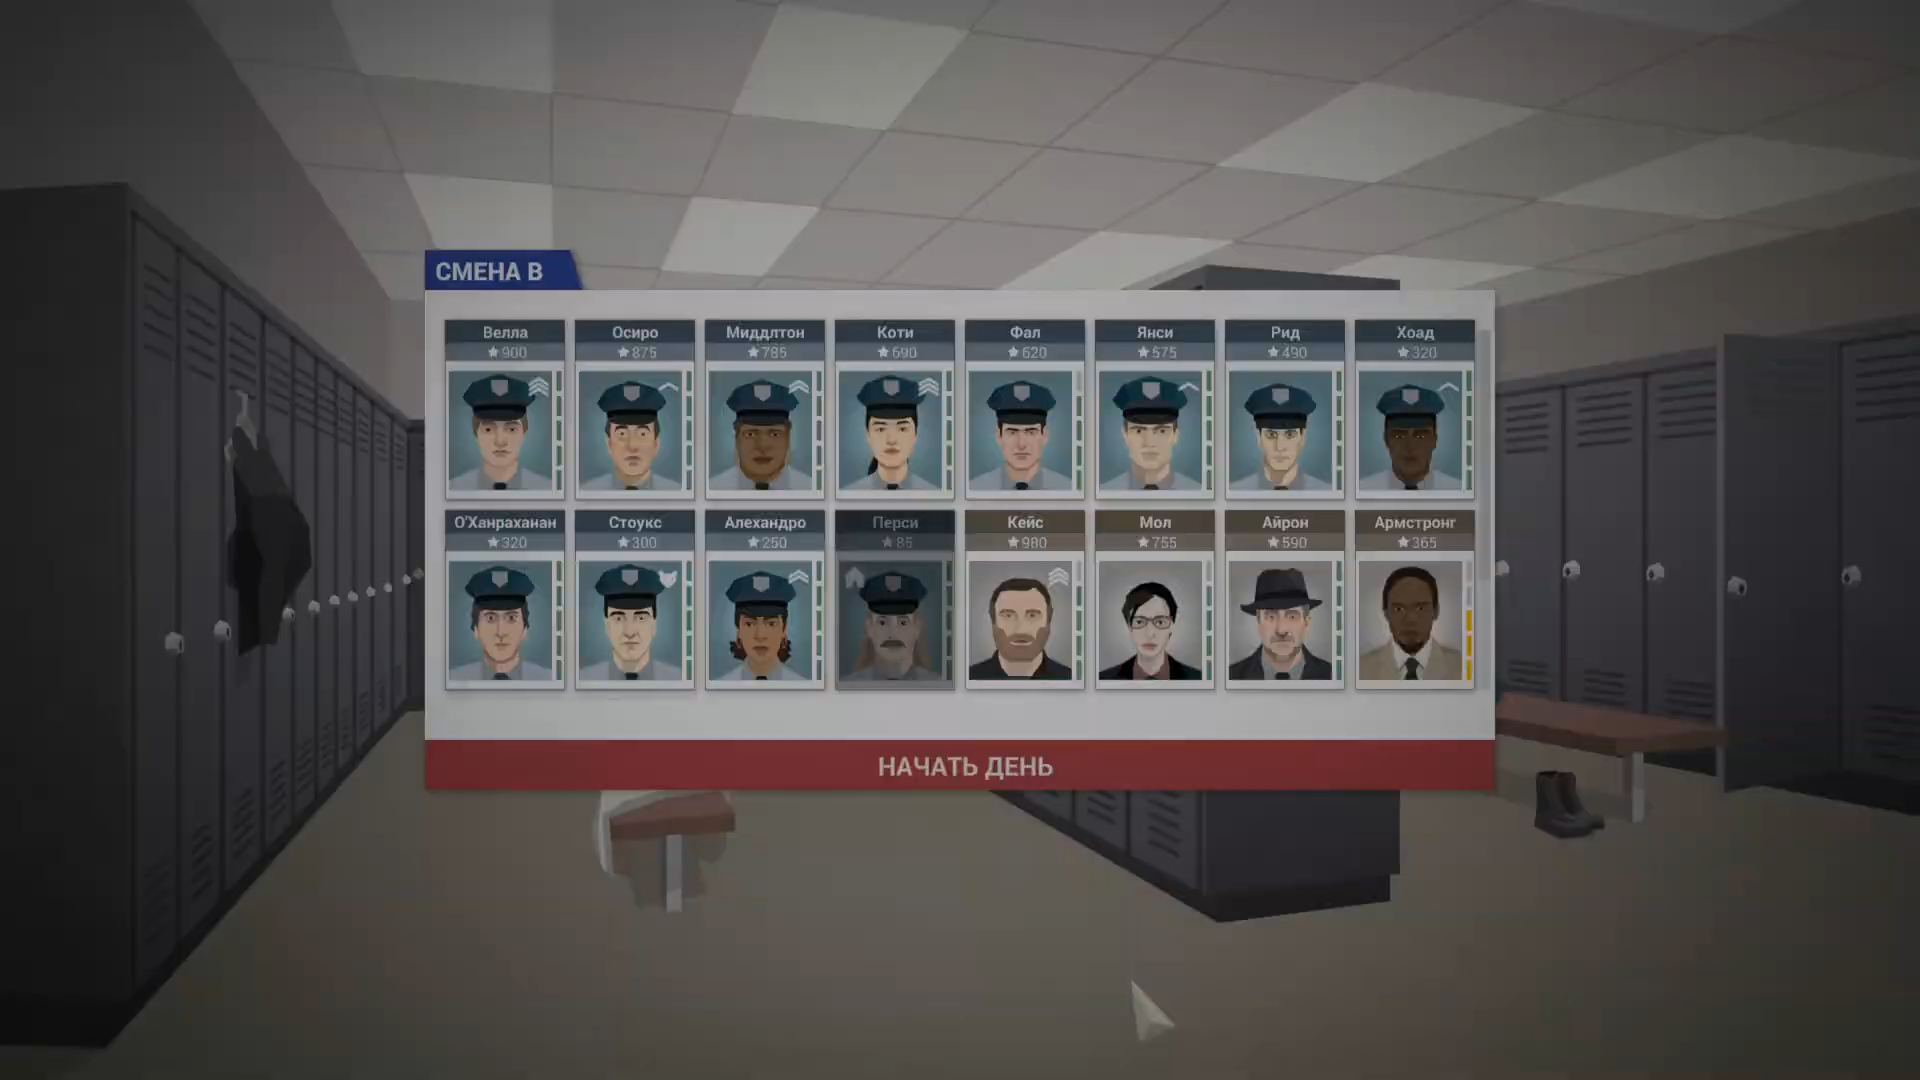 СМЕНА В
Велла Осиро Миддлтон Коти Фал Янси Рид Хоад
★900 ★875 ★785 ★690 ★620 ★575 ★490 ★320
О'Ханрахан Стоукс Алехандро Перси Кейс Мол Айрон Армстронг
★320 ★300 ★250 ★85 ★980 ★755 ★590 ★365
НАЧАТЬ ДЕНЬ